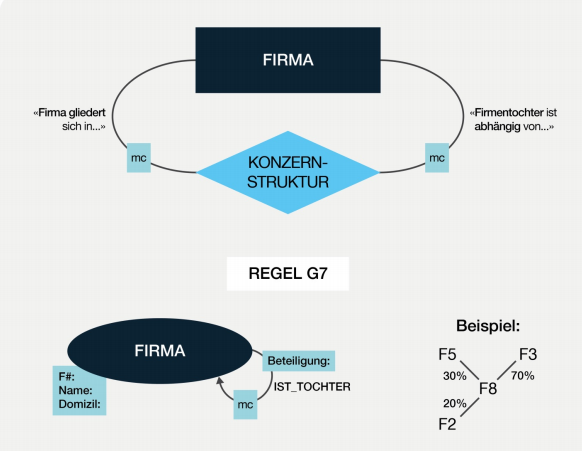 FIRMA
«Firma gliedert
sich in...»
«Firmentochter ist
abhängig von...»
mc
mc
KONZERN-
STRUKTUR
REGEL G7
FIRMA
Beteiligung:
F#:
Name:
Domizil:
IST_TOCHTER
mc
Beispiel:
F5
F3
30%
70%
F8
20%
F2